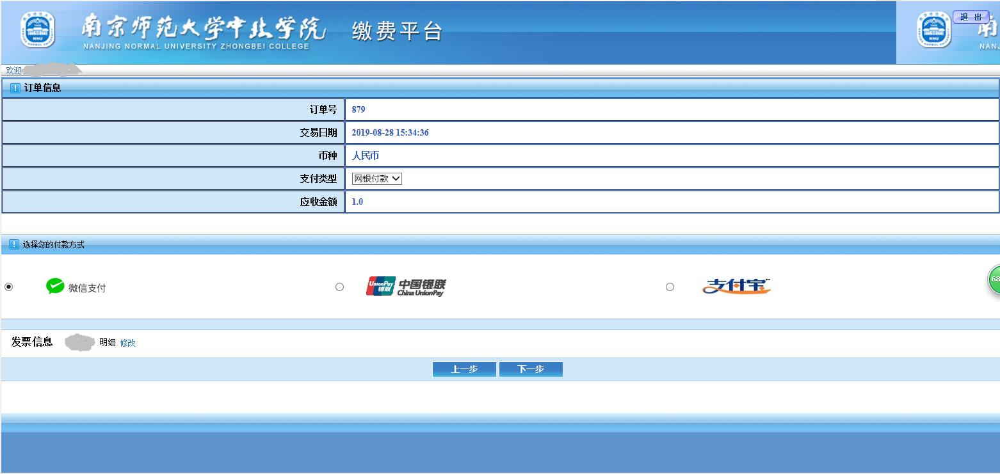 南京师范大学中北学院 缴费平台
NANJING NORMAL UNIVERSITY ZHONGBEI COLLEGE
退 出
南
NANJ
欢迎
订单信息
订单号 879
交易日期 2019-08-28 15:34:36
币种 人民币
支付类型 网银付款
应收金额 1.0
选择您的付款方式
微信支付
UnionPay 银联 中国银联 China UnionPay
支付宝
68
发票信息 明细 修改
上一步 下一步